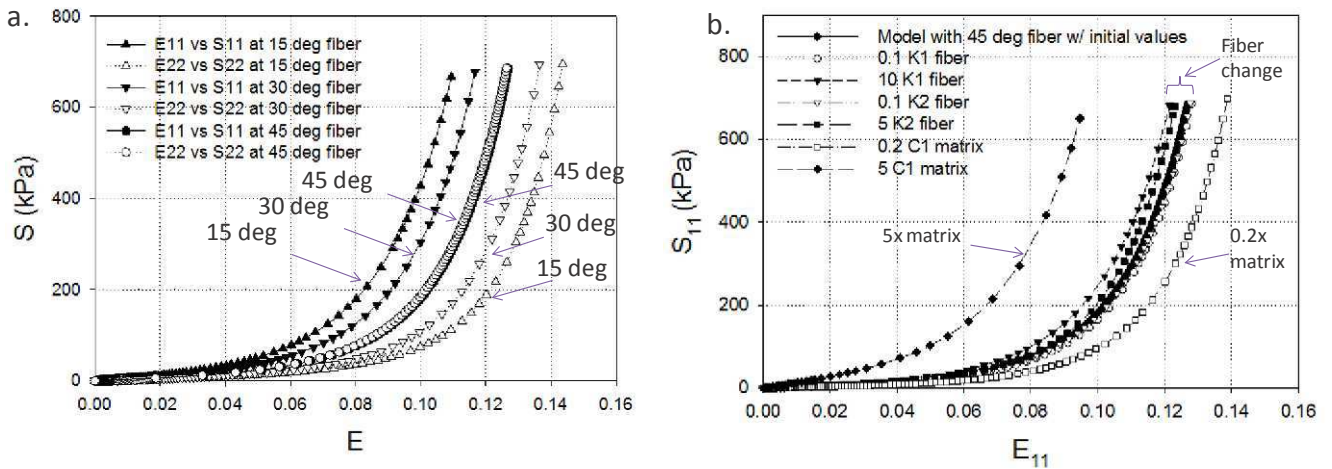 a.
800
600
400
200
0
S (kPa)
E11 vs S11 at 15 deg fiber
E22 vs S22 at 15 deg fiber
E11 vs S11 at 30 deg fiber
E22 vs S22 at 30 deg fiber
E11 vs S11 at 45 deg fiber
E22 vs S22 at 45 deg fiber
45 deg
30 deg
15 deg
45 deg
30 deg
15 deg
0.00 0.02 0.04 0.06 0.08 0.10 0.12 0.14 0.16
E
b.
800
600
400
200
0
S11 (kPa)
Model with 45 deg fiber w/ initial values
0.1 K1 fiber
10 K1 fiber
0.1 K2 fiber
5 K2 fiber
0.2 C1 matrix
5 C1 matrix
Fiber
change
5x matrix
0.2x
matrix
0.00 0.02 0.04 0.06 0.08 0.10 0.12 0.14 0.16
E11